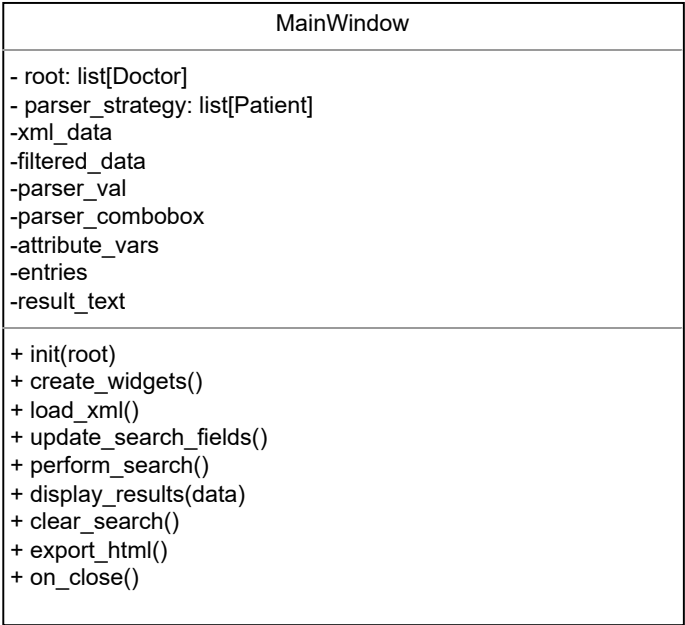 MainWindow
- root: list[Doctor]
- parser_strategy: list[Patient]
-xml_data
-filtered_data
-parser_val
-parser_combobox
-attribute_vars
-entries
-result_text
+ init(root)
+ create_widgets()
+ load_xml()
+ update_search_fields()
+ perform_search()
+ display_results(data)
+ clear_search()
+ export_html()
+ on_close()